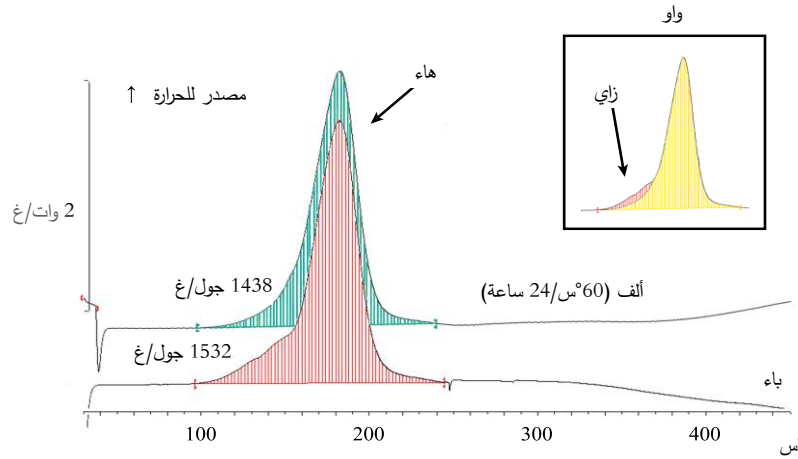 واو
هاء
زاي
مصدر للحرارة ↑
2 وات/غ
1438 جول/غ
ألف (60°س/24 ساعة)
1532 جول/غ
باء
100 200 300 400
°س